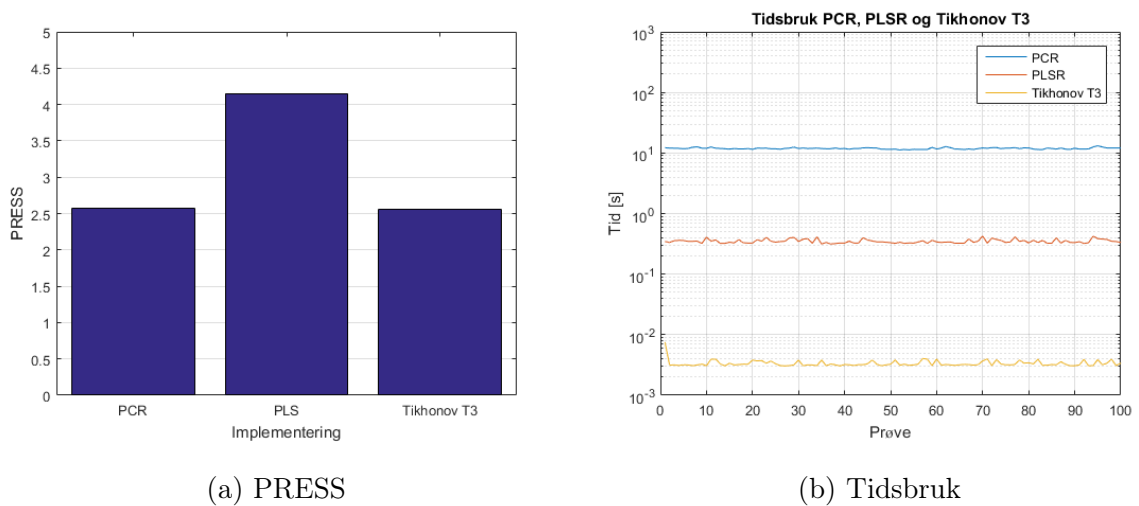 5
4.5
4
3.5
3
2.5
2
1.5
1
0.5
0
PRESS
PCR
PLS
Tikhonov T3
Implementering
(a) PRESS
Tidsbruk PCR, PLSR og Tikhonov T3
10^3
10^2
10^1
10^0
10^-1
10^-2
10^-3
Tid [s]
PCR
PLSR
Tikhonov T3
0
10
20
30
40
50
60
70
80
90
100
Prøve
(b) Tidsbruk